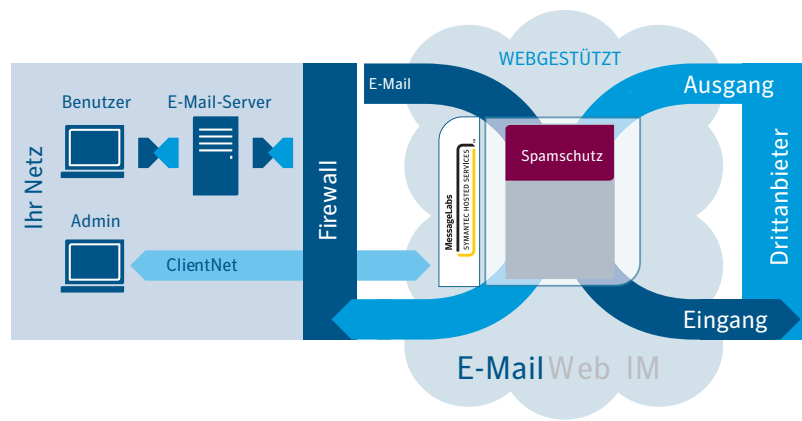 WEBGESTÜTZT
E-Mail
Ausgang
Benutzer
E-Mail-Server
Ihr Netz
Firewall
MessageLabs
SYMANTEC HOSTED SERVICES
Spamschutz
Drittanbieter
Admin
ClientNet
Eingang
E-Mail Web IM